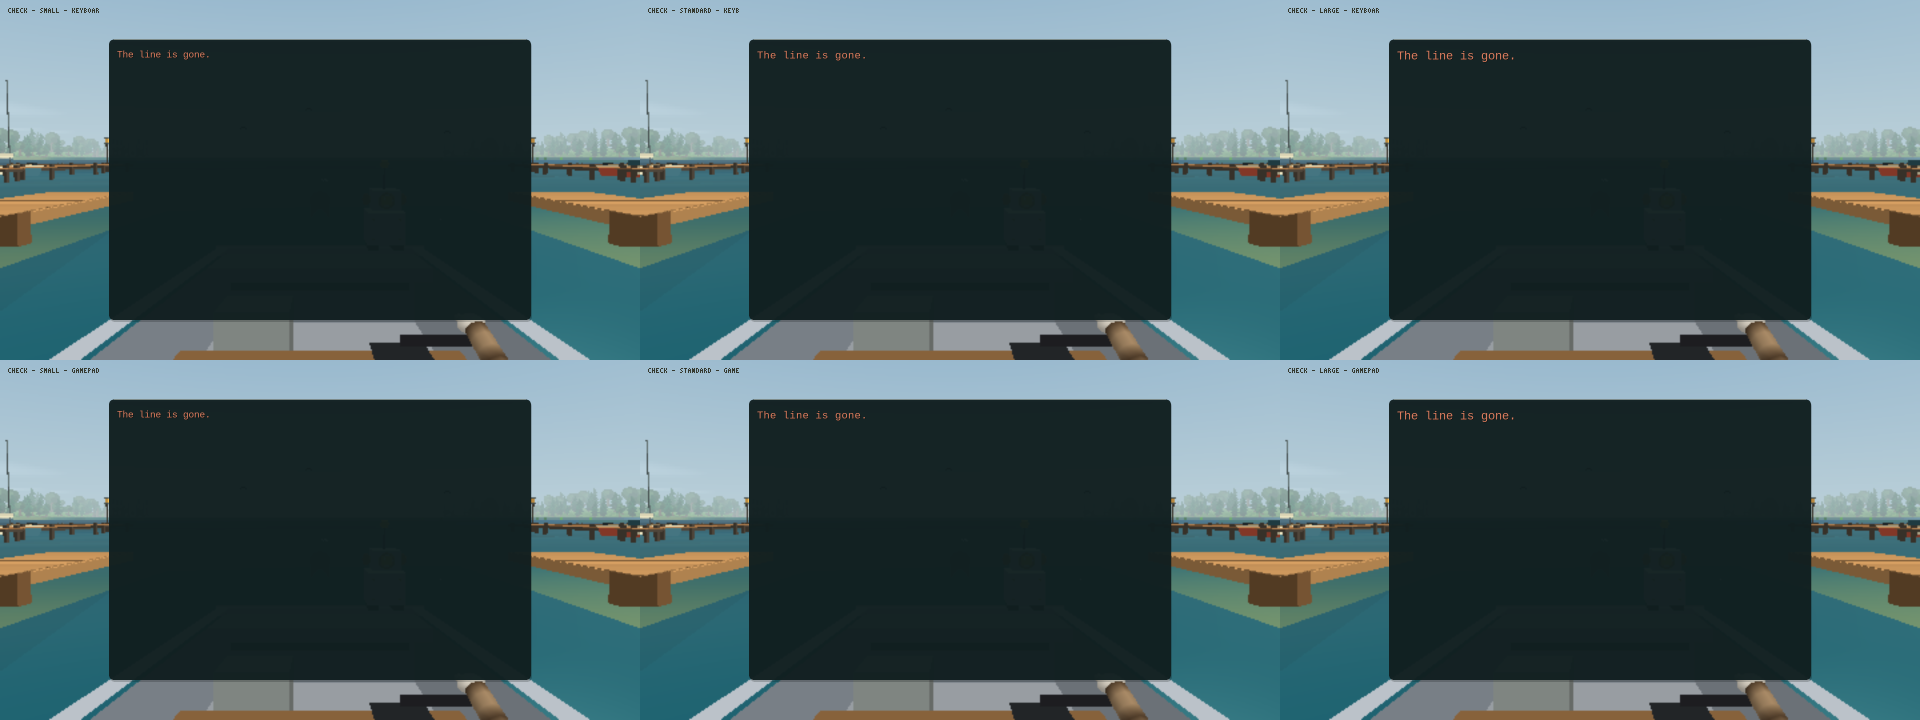 CHECK - SMALL - KEYBOAR
The line is gone.
CHECK - STANDARD - KEYB
The line is gone.
CHECK - LARGE - KEYBOAR
The line is gone.
CHECK - SMALL - GAMEPAD
The line is gone.
CHECK - STANDARD - GAME
The line is gone.
CHECK - LARGE - GAMEPAD
The line is gone.